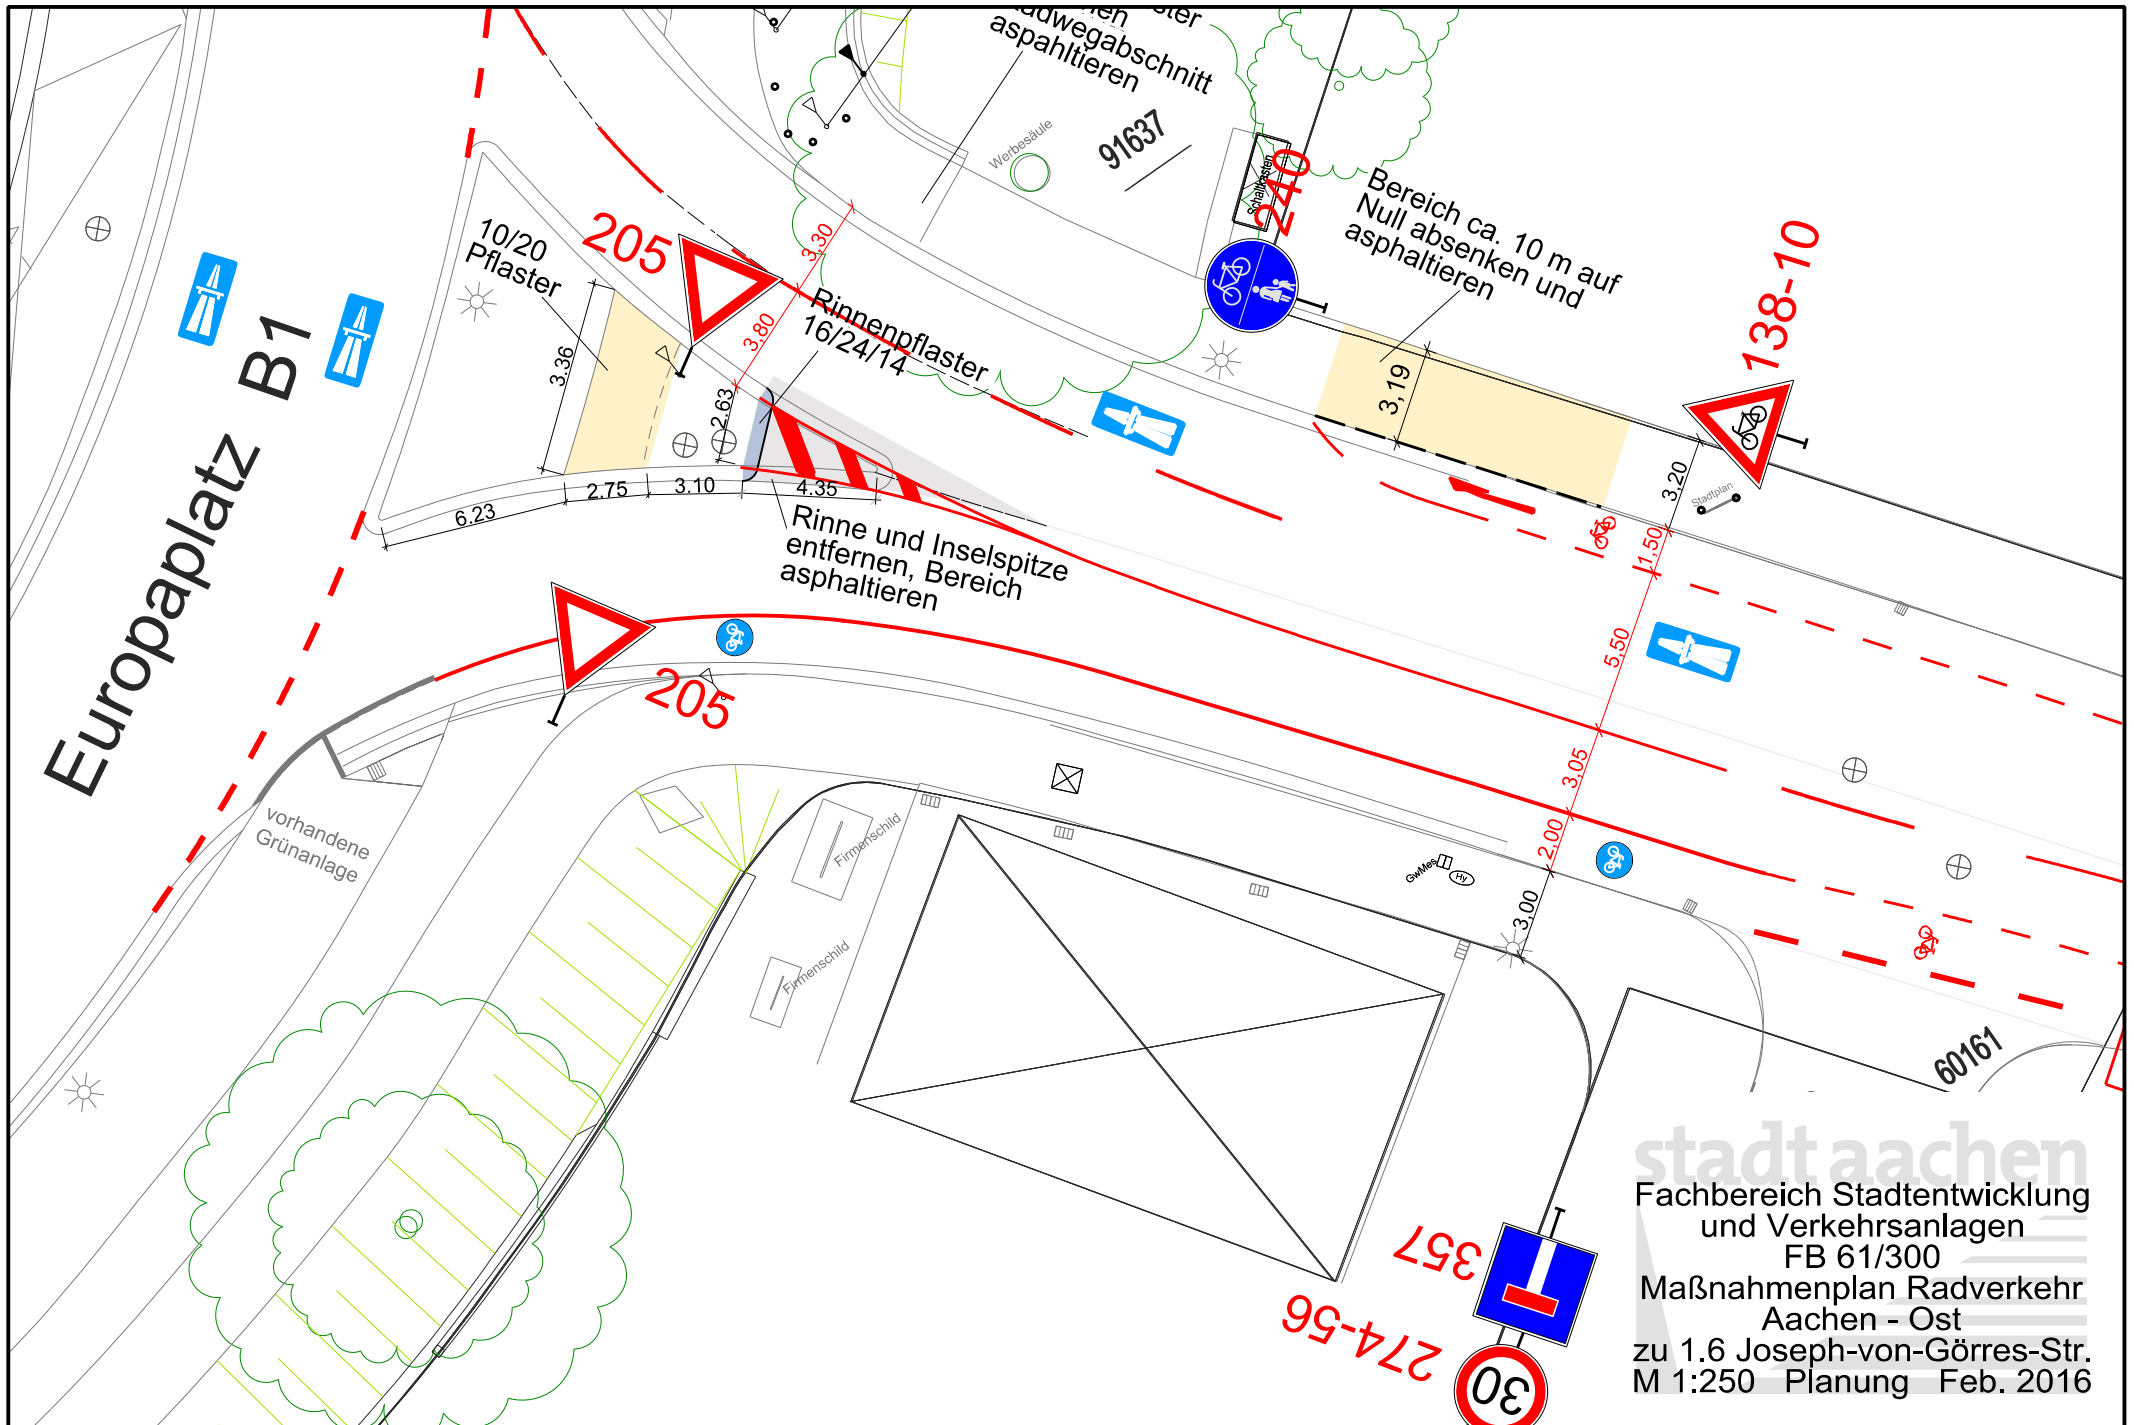 aspahltieren
Werbesäule
91637
Schaltkasten
240
Bereich ca. 10 m auf
Null absenken und
asphaltieren
138-10
10/20
Pflaster
205
3,30
3,80
Rinnenpflaster
16/24/14
3.36
2.63
3,19
3,20
Stadtplan
Europaplatz B1
6.23
2.75
3.10
4.35
Rinne und Inselspitze
entfernen, Bereich
asphaltieren
1,50
5,50
205
3,05
2,00
3,00
vorhandene
Grünanlage
Firmenschild
Firmenschild
GwMes
Hy
60161
357
274-56
30
stadt aachen
Fachbereich Stadtentwicklung
und Verkehrsanlagen
FB 61/300
Maßnahmenplan Radverkehr
Aachen - Ost
zu 1.6 Joseph-von-Görres-Str.
M 1:250 Planung Feb. 2016